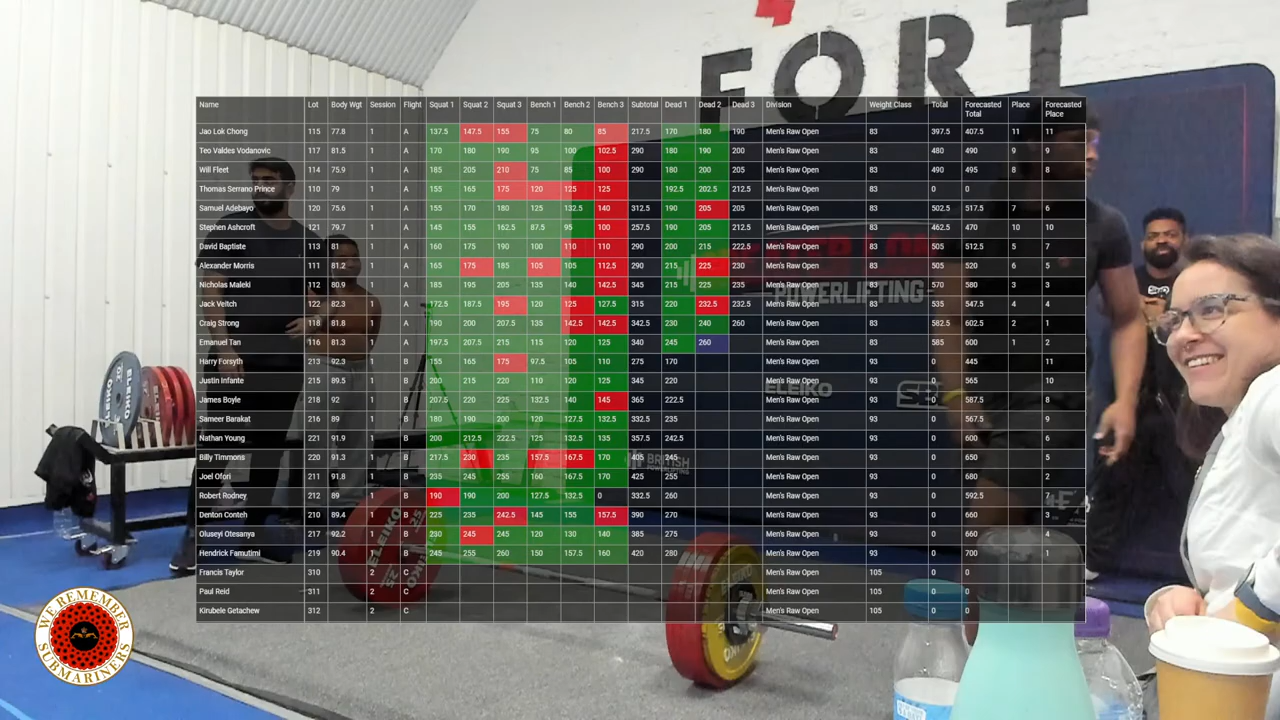 FORT
Name Lot Body Wgt Session Flight Squat 1 Squat 2 Squat 3 Bench 1 Bench 2 Bench 3 Subtotal Dead 1 Dead 2 Dead 3 Division Weight Class Total Forecasted Total Place Forecasted Place
Jao Lok Chong 115 77.8 1 A 137.5 147.5 155 75 80 85 217.5 170 180 190 Men's Raw Open 83 397.5 407.5 11 11
Teo Valdes Vodanovic 117 81.5 1 A 170 180 190 95 100 102.5 290 180 190 200 Men's Raw Open 83 480 490 9 9
Will Fleet 114 75.9 1 A 185 205 210 75 85 100 290 180 200 205 Men's Raw Open 83 490 495 8 8
Thomas Serrano Prince 110 79 1 A 155 165 175 120 125 125 192.5 202.5 212.5 Men's Raw Open 83 0 0
Samuel Adebayo 120 75.6 1 A 155 170 180 125 132.5 140 312.5 190 205 205 Men's Raw Open 83 502.5 517.5 7 6
Stephen Ashcroft 121 79.7 1 A 145 155 162.5 87.5 95 100 257.5 190 205 212.5 Men's Raw Open 83 462.5 470 10 10
David Baptiste 113 81 1 A 160 175 190 100 110 110 290 200 215 222.5 Men's Raw Open 83 505 512.5 5 7
Alexander Morris 111 81.2 1 A 165 175 185 105 105 112.5 290 215 225 230 Men's Raw Open 83 505 520 6 5
Nicholas Maleki 112 80.9 1 A 185 195 205 135 140 142.5 345 215 225 235 Men's Raw Open 83 570 580 3 3
Jack Veitch 122 82.3 1 A 172.5 187.5 195 120 125 127.5 315 220 232.5 232.5 Men's Raw Open 83 535 547.5 4 4
Craig Strong 118 81.8 1 A 190 200 207.5 135 142.5 142.5 342.5 230 240 260 Men's Raw Open 83 582.5 602.5 2 1
Emanuel Tan 116 81.3 1 A 197.5 207.5 215 115 120 125 340 245 260 Men's Raw Open 83 585 600 1 2
Harry Forsyth 213 92.3 1 B 155 165 175 97.5 105 110 275 170 Men's Raw Open 93 0 445 11
Justin Infante 215 89.5 1 B 200 215 220 110 120 125 345 220 Men's Raw Open 93 0 565 10
James Boyle 218 92 1 B 207.5 220 225 132.5 140 145 365 222.5 Men's Raw Open 93 0 587.5 8
Sameer Barakat 216 89 1 B 180 190 200 120 127.5 132.5 332.5 235 Men's Raw Open 93 0 567.5 9
Nathan Young 221 91.9 1 B 200 212.5 222.5 125 132.5 135 357.5 242.5 Men's Raw Open 93 0 600 6
Billy Timmons 220 91.3 1 B 217.5 230 235 157.5 167.5 170 405 245 Men's Raw Open 93 0 650 5
Joel Ofori 211 91.8 1 B 235 245 255 160 167.5 170 425 255 Men's Raw Open 93 0 680 2
Robert Rodney 212 89 1 B 190 190 200 127.5 132.5 0 332.5 260 Men's Raw Open 93 0 592.5 7
Denton Conteh 210 89.4 1 B 225 235 242.5 145 155 157.5 390 270 Men's Raw Open 93 0 660 3
Oluseyi Otesanya 217 92.2 1 B 230 245 245 120 130 140 385 275 Men's Raw Open 93 0 660 4
Hendrick Famutimi 219 90.4 1 B 245 255 260 150 157.5 160 420 280 Men's Raw Open 93 0 700 1
Francis Taylor 310 2 C Men's Raw Open 105 0 0
Paul Reid 311 2 C Men's Raw Open 105 0 0
Kirubele Getachew 312 2 C Men's Raw Open 105 0 0
POWERLIFTING
ELEIKO
BRITISH
POWERLIFTING
ELEIKO
ELEIKO
25
WE REMEMBER
SUBMARINERS